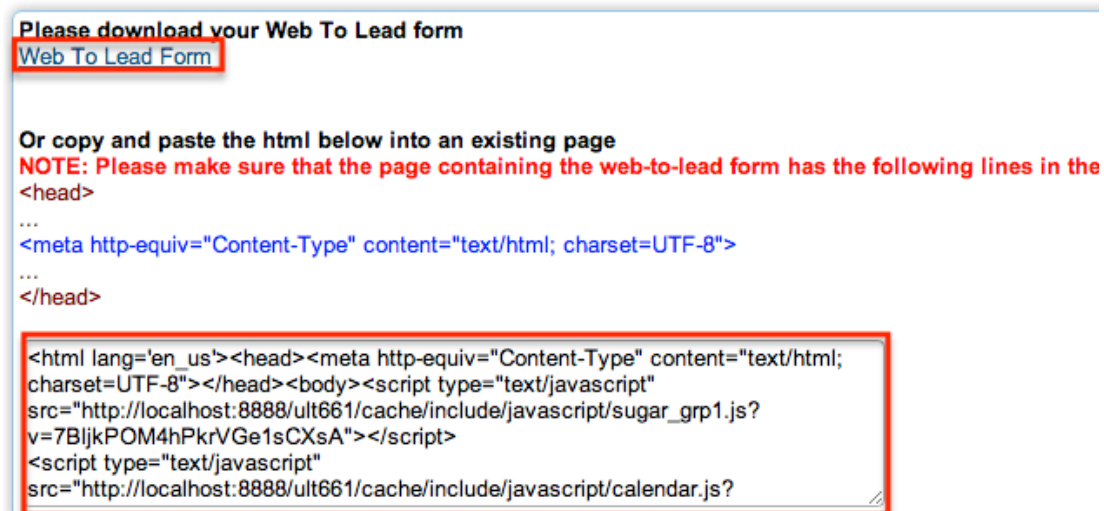 Please download your Web To Lead form
Web To Lead Form
Or copy and paste the html below into an existing page
NOTE: Please make sure that the page containing the web-to-lead form has the following lines in the
<head>
...
<meta http-equiv="Content-Type" content="text/html; charset=UTF-8">
...
</head>
<html lang='en_us'><head><meta http-equiv="Content-Type" content="text/html;
charset=UTF-8"></head><body><script type="text/javascript"
src="http://localhost:8888/ult661/cache/include/javascript/sugar_grp1.js?
v=7BljkPOM4hPkrVGe1sCXsA"></script>
<script type="text/javascript"
src="http://localhost:8888/ult661/cache/include/javascript/calendar.js?